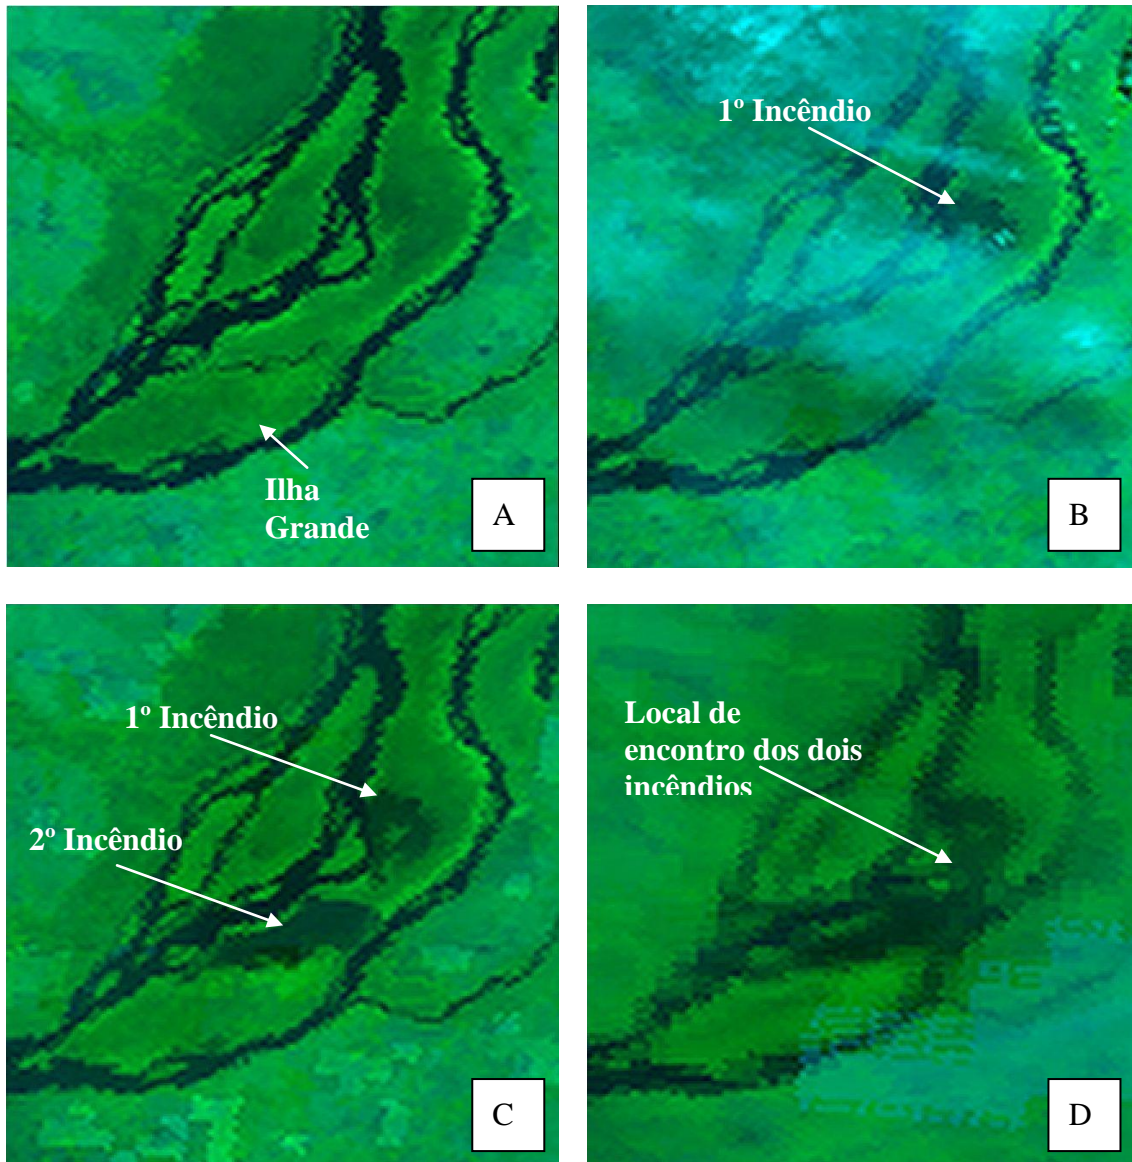 Ilha
Grande
A
1º Incêndio
B
1º Incêndio
2º Incêndio
C
Local de
encontro dos dois
incêndios
D